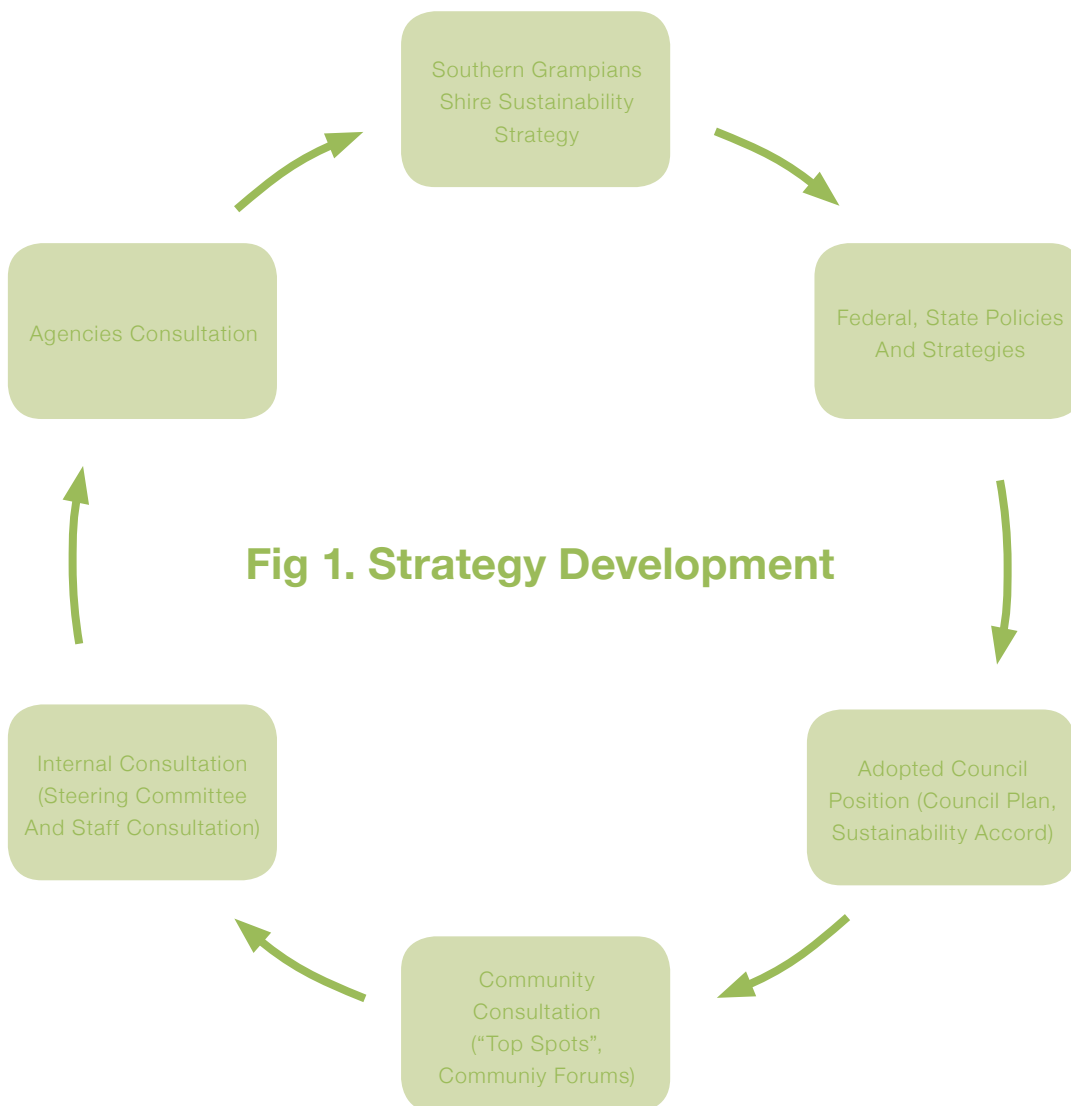 Southern Grampians
Shire Sustainability
Strategy
Federal, State Policies
And Strategies
Adopted Council
Position (Council Plan,
Sustainability Accord)
Community
Consultation
(“Top Spots”,
Communiy Forums)
Internal Consultation
(Steering Committee
And Staff Consultation)
Agencies Consultation
Fig 1. Strategy Development